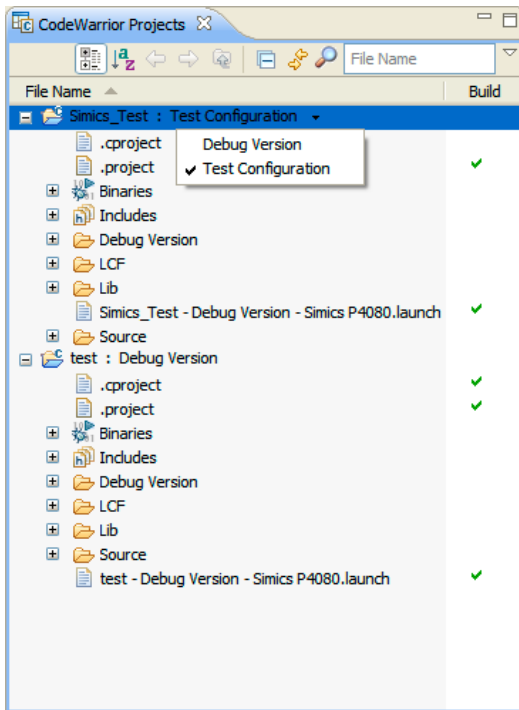 CodeWarrior Projects
File Name
File Name Build
Simics_Test : Test Configuration
.cproject
Debug Version
.project
Test Configuration
Binaries
Includes
Debug Version
LCF
Lib
Simics_Test - Debug Version - Simics P4080.launch
Source
test : Debug Version
.cproject
.project
Binaries
Includes
Debug Version
LCF
Lib
Source
test - Debug Version - Simics P4080.launch